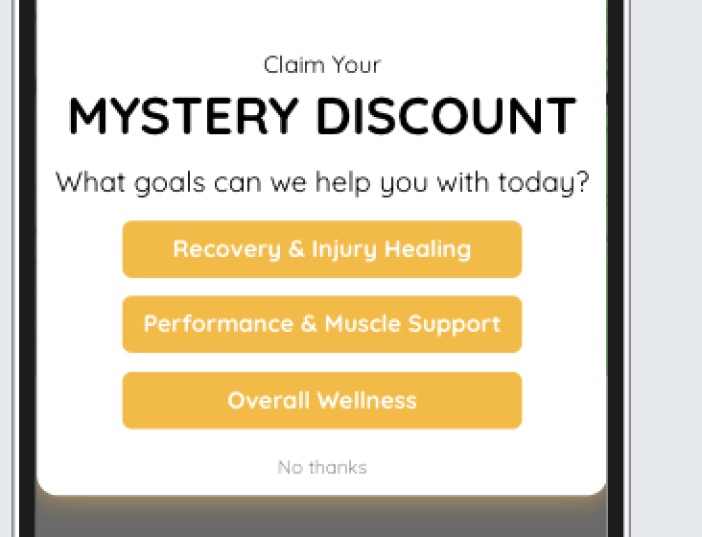 Claim Your
MYSTERY DISCOUNT
What goals can we help you with today?
Recovery & Injury Healing
Performance & Muscle Support
Overall Wellness
No thanks